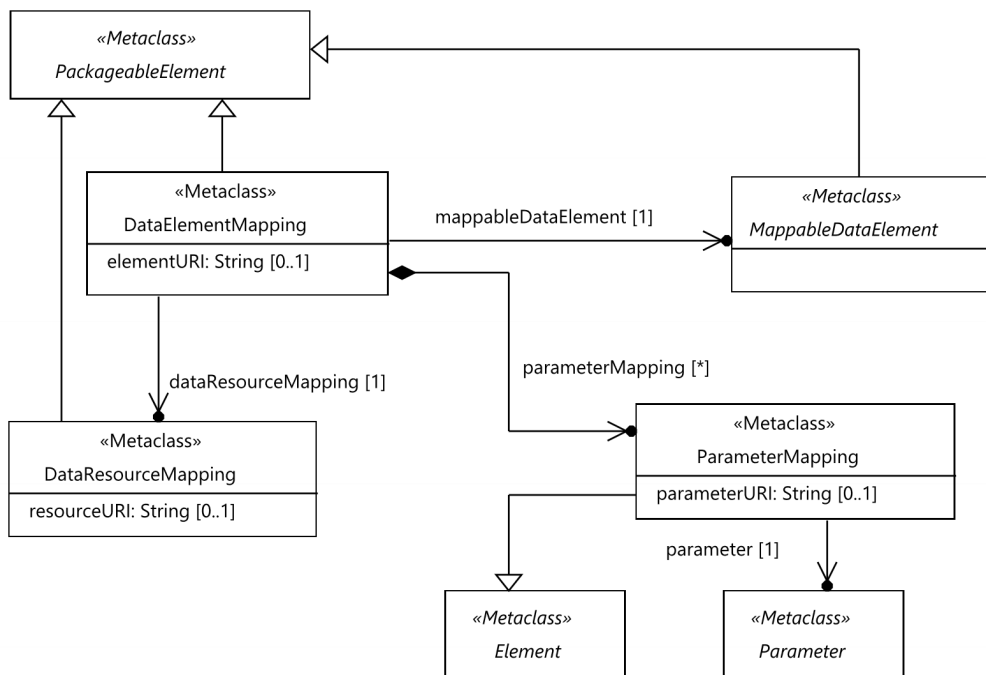 «Metaclass»
PackageableElement
«Metaclass»
DataElementMapping
elementURI: String [0..1]
mappableDataElement [1]
«Metaclass»
MappableDataElement
dataResourceMapping [1]
parameterMapping [*]
«Metaclass»
DataResourceMapping
resourceURI: String [0..1]
«Metaclass»
ParameterMapping
parameterURI: String [0..1]
parameter [1]
«Metaclass»
Element
«Metaclass»
Parameter